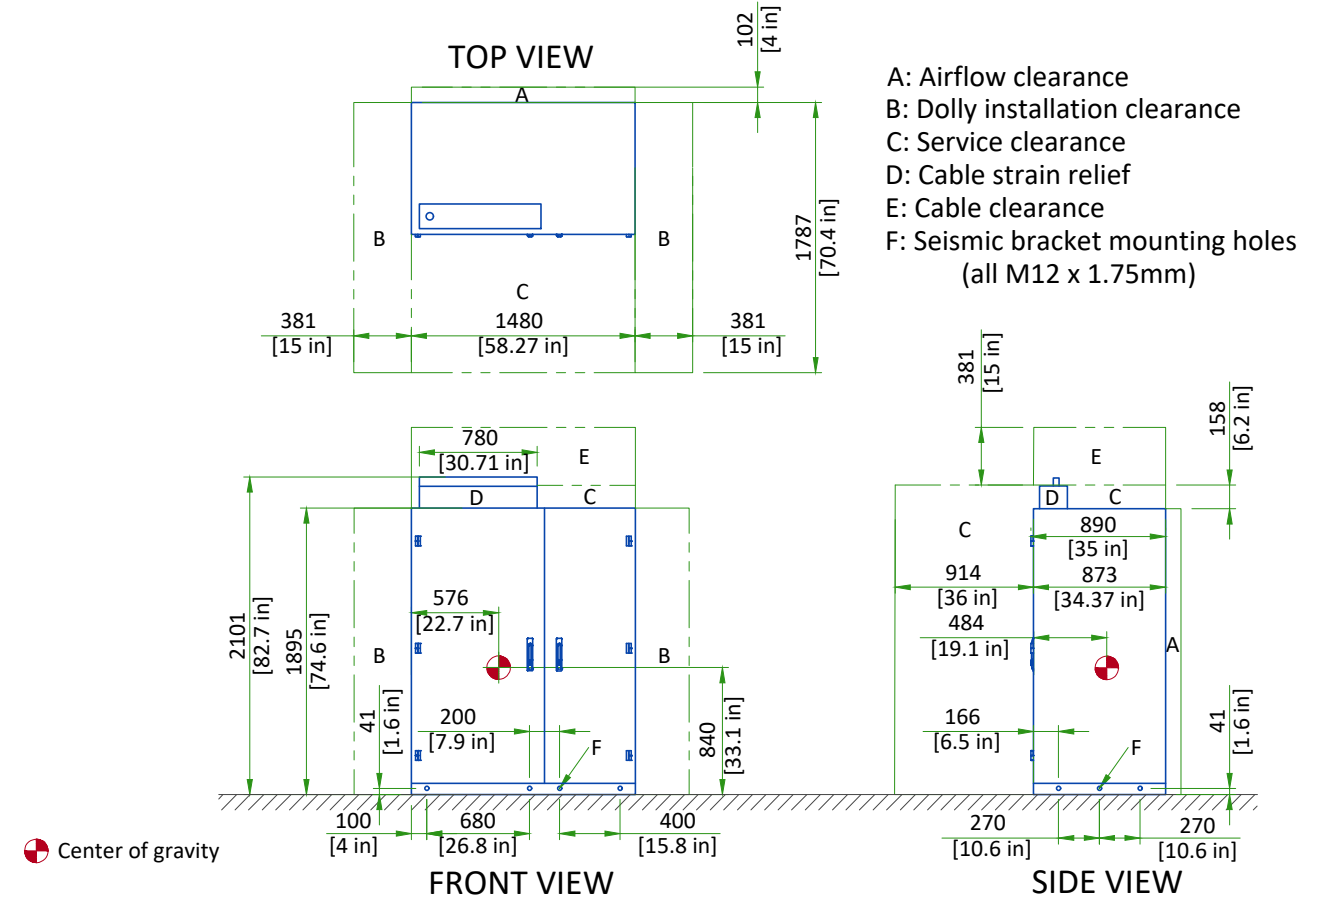 TOP VIEW
102
[4 in]
A
B
B
C
381
[15 in]
1480
[58.27 in]
381
[15 in]
1787
[70.4 in]
A: Airflow clearance
B: Dolly installation clearance
C: Service clearance
D: Cable strain relief
E: Cable clearance
F: Seismic bracket mounting holes
(all M12 x 1.75mm)
780
[30.71 in]
E
D
C
2101
[82.7 in]
1895
[74.6 in]
576
[22.7 in]
B
B
41
[1.6 in]
200
[7.9 in]
F
840
[33.1 in]
100
[4 in]
680
[26.8 in]
400
[15.8 in]
FRONT VIEW
Center of gravity
381
[15 in]
158
[6.2 in]
E
D
C
C
890
[35 in]
914
[36 in]
873
[34.37 in]
484
[19.1 in]
A
166
[6.5 in]
F
41
[1.6 in]
270
[10.6 in]
270
[10.6 in]
SIDE VIEW